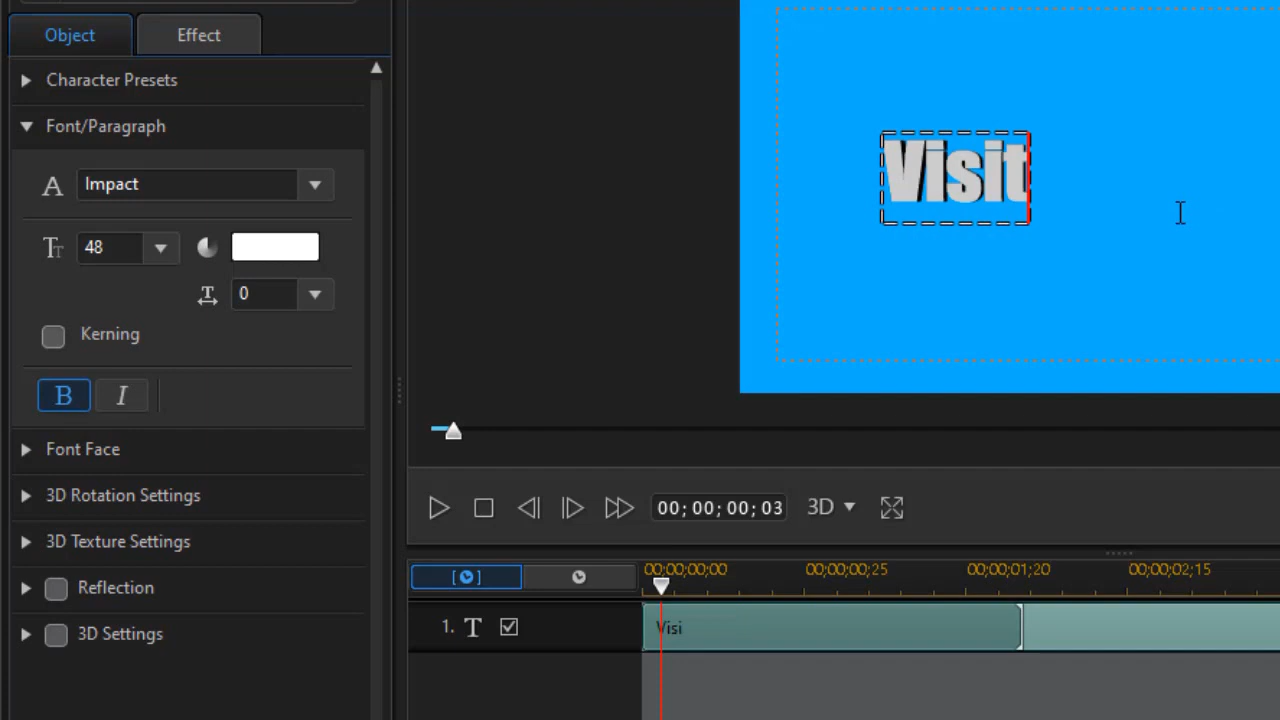 Object Effect
Character Presets
Font/Paragraph
A Impact
TT 48
T 0
Kerning
B I
Font Face
3D Rotation Settings
3D Texture Settings
Reflection
3D Settings
Visit
00; 00; 00; 03 3D
00;00;00;00 00;00;00;25 00;00;01;20 00;00;02;15
1. T Visi